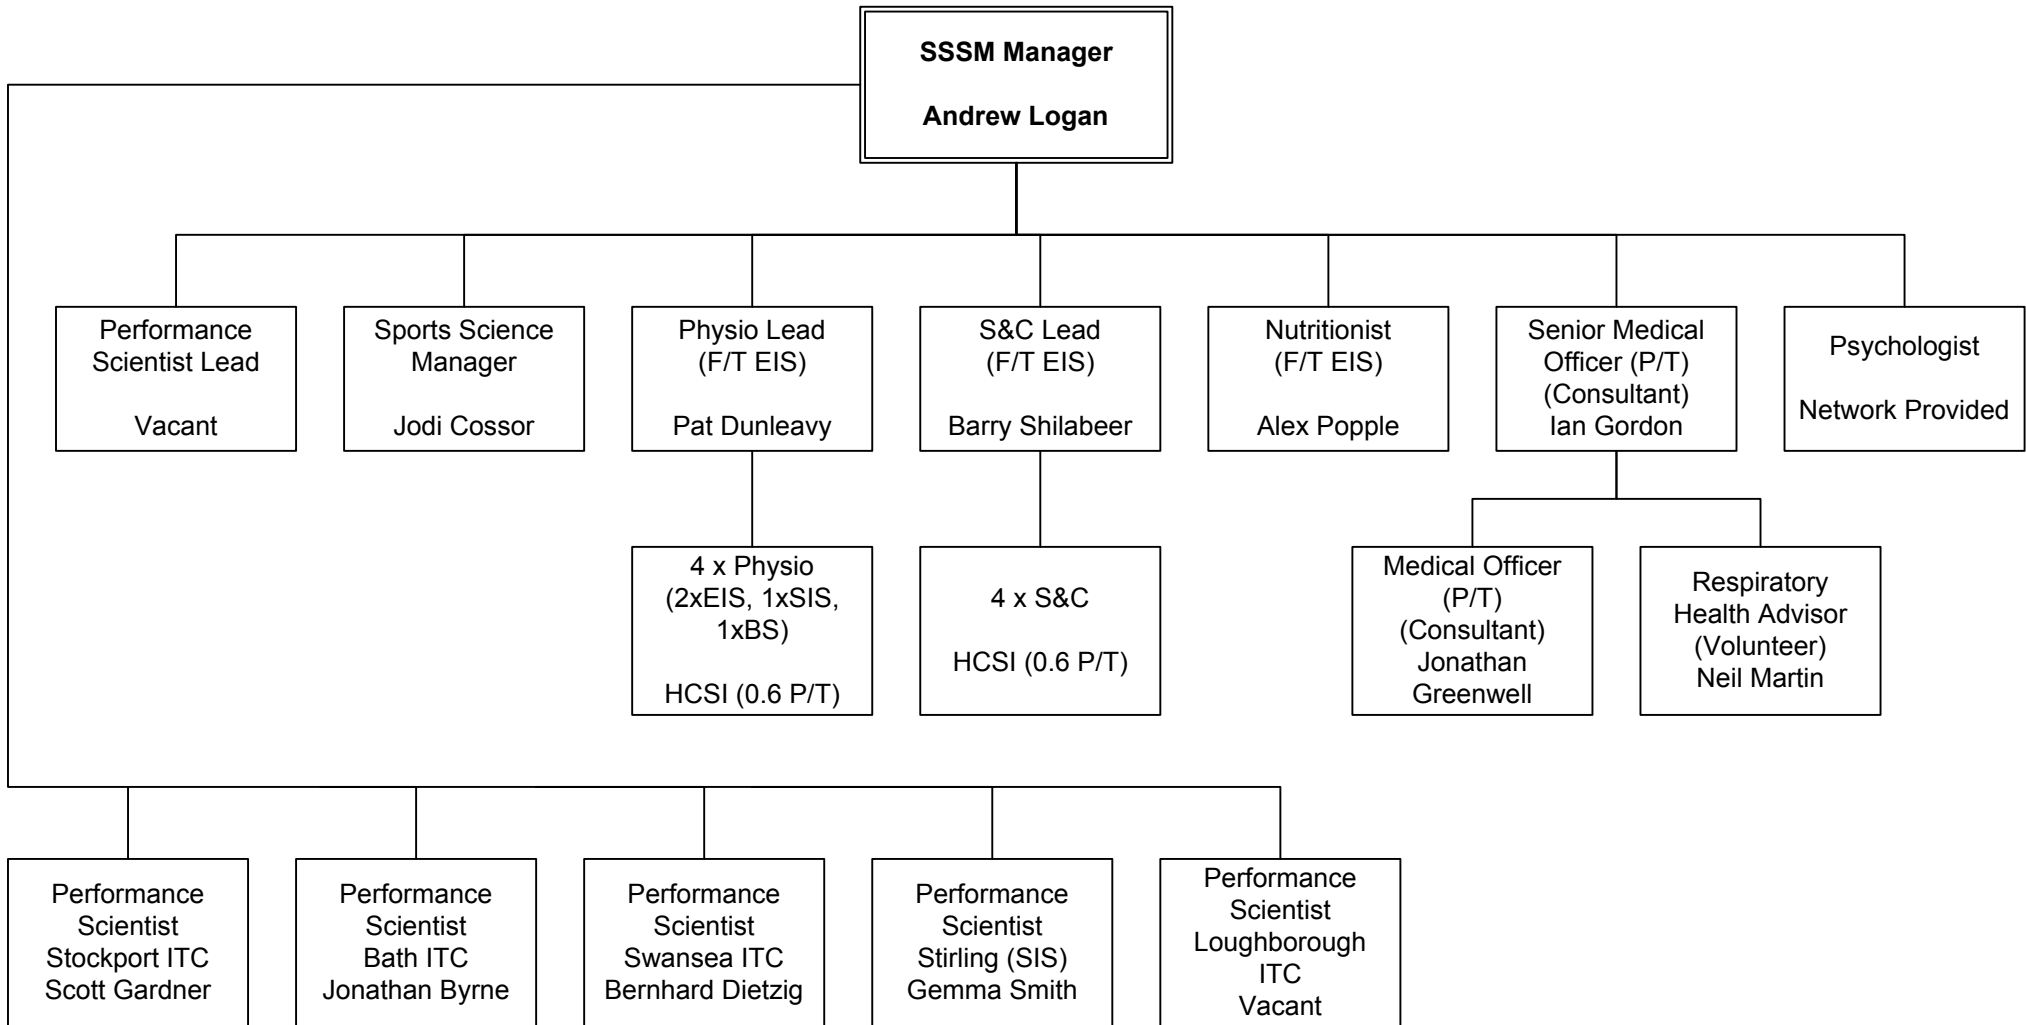 SSSM Manager
Andrew Logan
Performance
Scientist Lead
Vacant
Sports Science
Manager
Jodi Cossor
Physio Lead
(F/T EIS)
Pat Dunleavy
S&C Lead
(F/T EIS)
Barry Shilabeer
Nutritionist
(F/T EIS)
Alex Popple
Senior Medical
Officer (P/T)
(Consultant)
Ian Gordon
Psychologist
Network Provided
4 x Physio
(2xEIS, 1xSIS,
1xBS)
HCSI (0.6 P/T)
4 x S&C
HCSI (0.6 P/T)
Medical Officer
(P/T)
(Consultant)
Jonathan
Greenwell
Respiratory
Health Advisor
(Volunteer)
Neil Martin
Performance
Scientist
Stockport ITC
Scott Gardner
Performance
Scientist
Bath ITC
Jonathan Byrne
Performance
Scientist
Swansea ITC
Bernhard Dietzig
Performance
Scientist
Stirling (SIS)
Gemma Smith
Performance
Scientist
Loughborough
ITC
Vacant